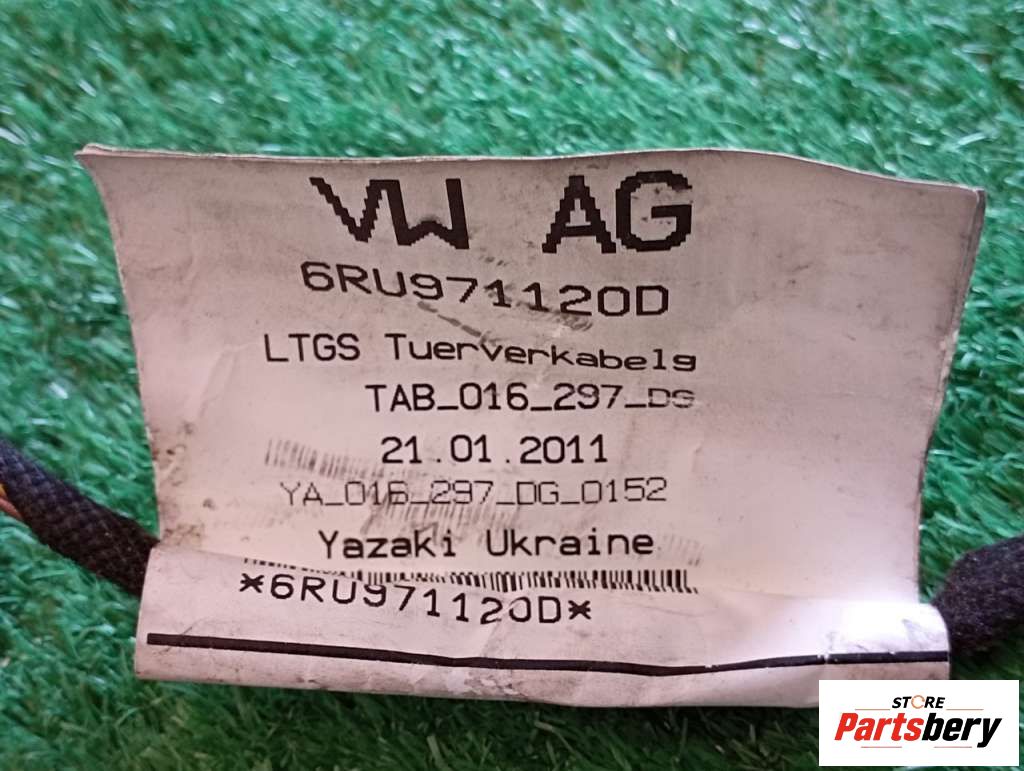 VW AG
6RU971120D
LTGS Tuerverkabelg
TAB_016_297_DG
21.01.2011
YA_016_297_DG_0152
Yazaki Ukraine
*6RU971120D*
STORE
Partsbery